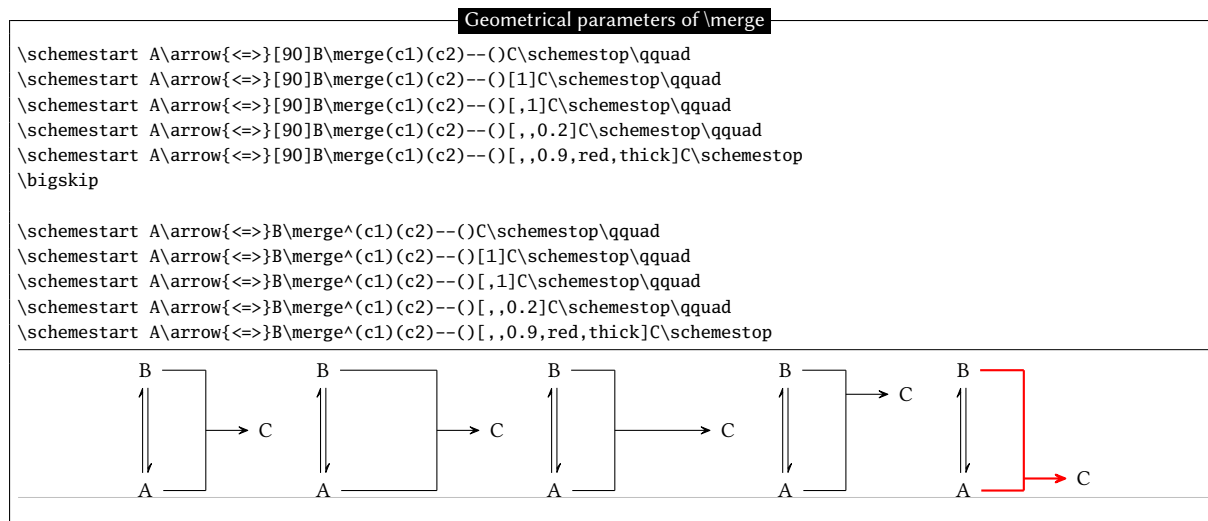 Geometrical parameters of \merge
\schemestart A\arrow{<=>}[90]B\merge(c1)(c2)--()C\schemestop\qquad
\schemestart A\arrow{<=>}[90]B\merge(c1)(c2)--()[1]C\schemestop\qquad
\schemestart A\arrow{<=>}[90]B\merge(c1)(c2)--()[,1]C\schemestop\qquad
\schemestart A\arrow{<=>}[90]B\merge(c1)(c2)--()[,,0.2]C\schemestop\qquad
\schemestart A\arrow{<=>}[90]B\merge(c1)(c2)--()[,,0.9,red,thick]C\schemestop
\bigskip
\schemestart A\arrow{<=>}B\merge^(c1)(c2)--()C\schemestop\qquad
\schemestart A\arrow{<=>}B\merge^(c1)(c2)--()[1]C\schemestop\qquad
\schemestart A\arrow{<=>}B\merge^(c1)(c2)--()[,1]C\schemestop\qquad
\schemestart A\arrow{<=>}B\merge^(c1)(c2)--()[,,0.2]C\schemestop\qquad
\schemestart A\arrow{<=>}B\merge^(c1)(c2)--()[,,0.9,red,thick]C\schemestop
B B B B B
C
C C C
C
A A A A A